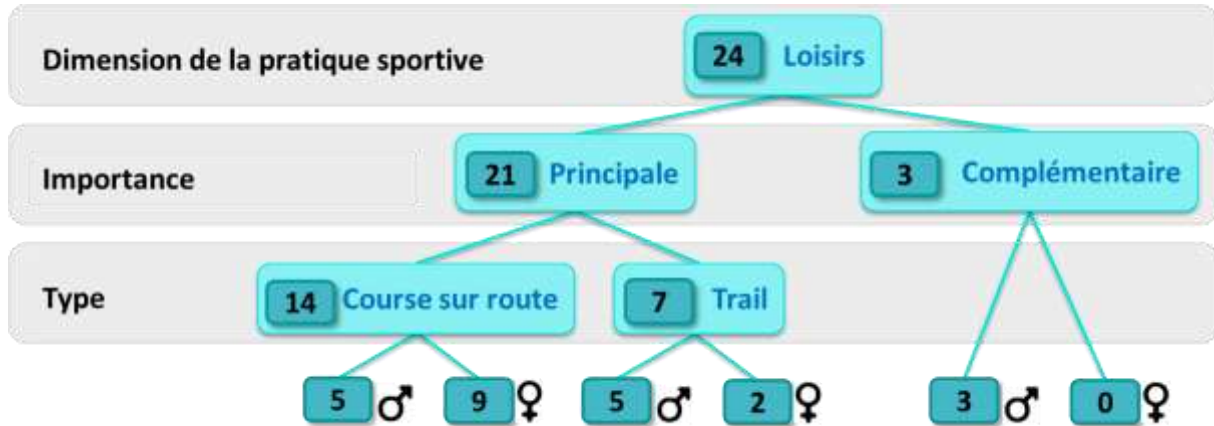 Dimension de la pratique sportive
24 Loisirs
Importance
21 Principale
3 Complémentaire
Type
14 Course sur route
7 Trail
5 ♂ 9 ♀ 5 ♂ 2 ♀ 3 ♂ 0 ♀